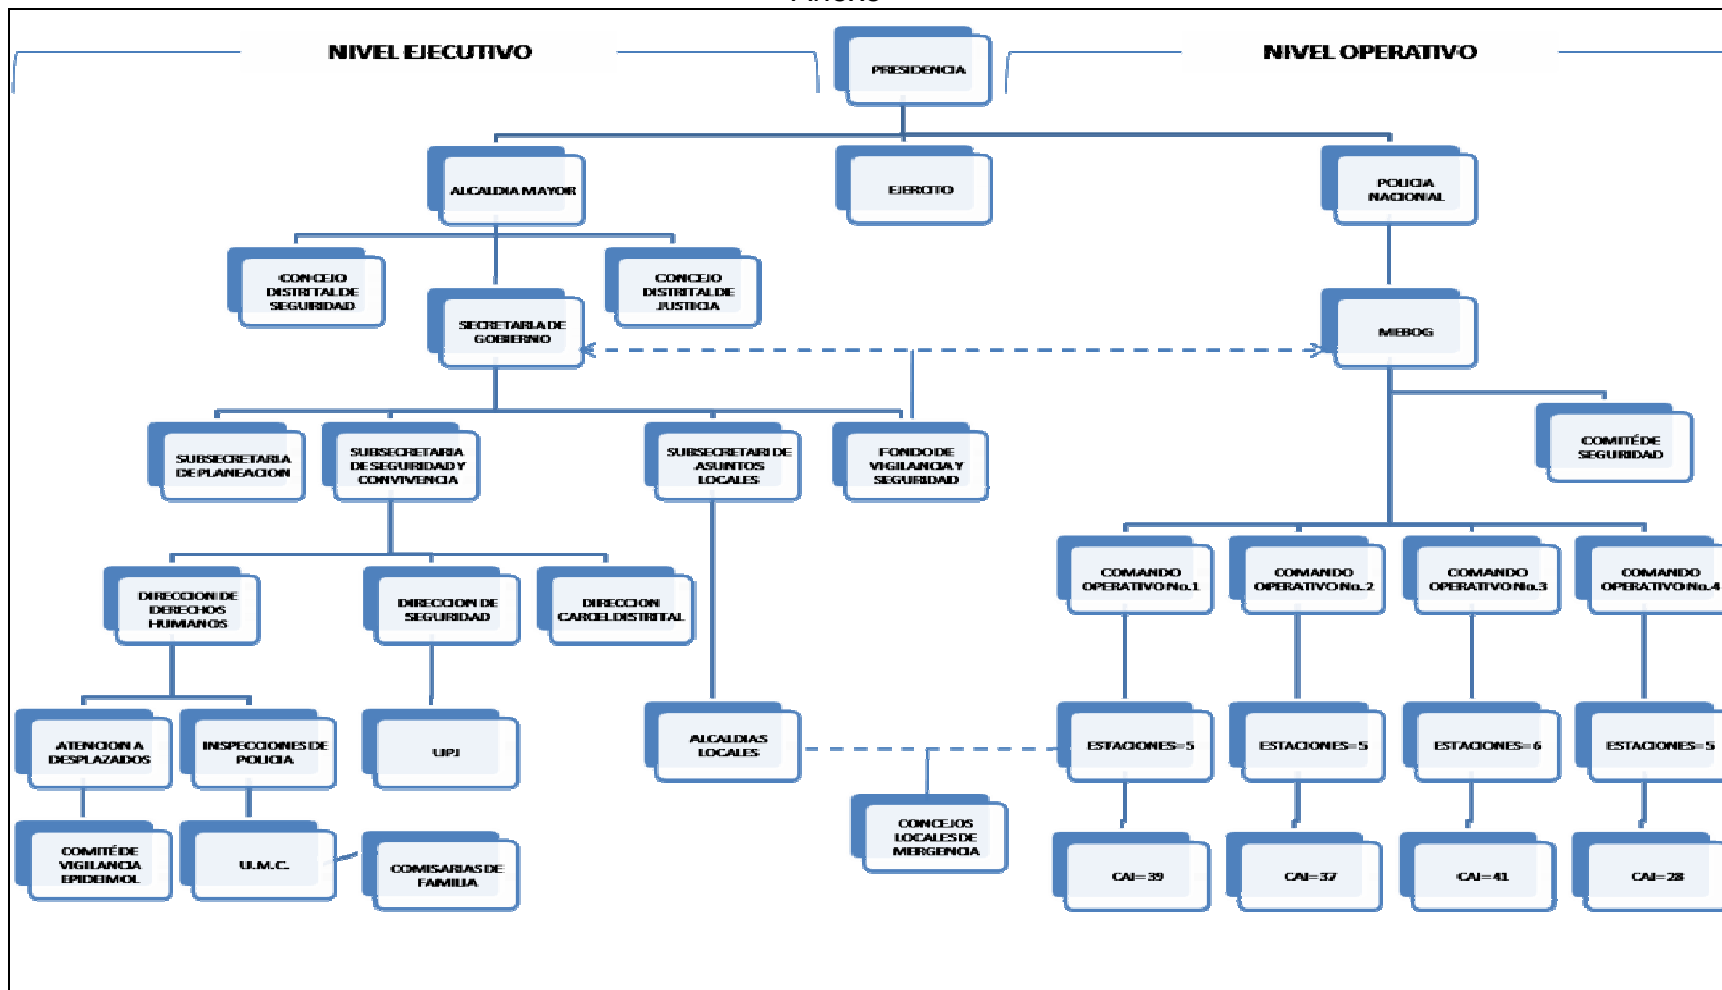 Anexo
NIVEL EJECUTIVO
NIVEL OPERATIVO
PRESIDENCIA
ALCALDIA MAYOR
EJERCITO
POLICIA
NACIONAL
CONCEJO
DISTRITAL DE
SEGURIDAD
CONCEJO
DISTRITAL DE
JUSTICIA
SECRETARIA DE
GOBIERNO
MEBOG
SUBSECRETARIA
DE PLANEACION
SUBSECRETARIA
DE SEGURIDAD Y
CONVIVENCIA
SUBSECRETARI DE
ASUNTOS
LOCALES
FONDO DE
VIGILANCIA Y
SEGURIDAD
COMITÉ DE
SEGURIDAD
COMANDO
OPERATIVO No.1
COMANDO
OPERATIVO No.2
COMANDO
OPERATIVO No.3
COMANDO
OPERATIVO No.4
DIRECCION DE
DERECHOS
HUMANOS
DIRECCION DE
SEGURIDAD
DIRECCION
CARCEL DISTRITAL
ATENCION A
DESPLAZADOS
INSPECCIONES DE
POLICIA
UPJ
ALCALDIAS
LOCALES
ESTACIONES=5
ESTACIONES=5
ESTACIONES=6
ESTACIONES=5
COMITÉ DE
VIGILANCIA
EPIDEIMOL
U.M.C.
COMISARIAS DE
FAMILIA
CONCEJOS
LOCALES DE
MERGENCIA
CAI=39
CAI=37
CAI=41
CAI=28